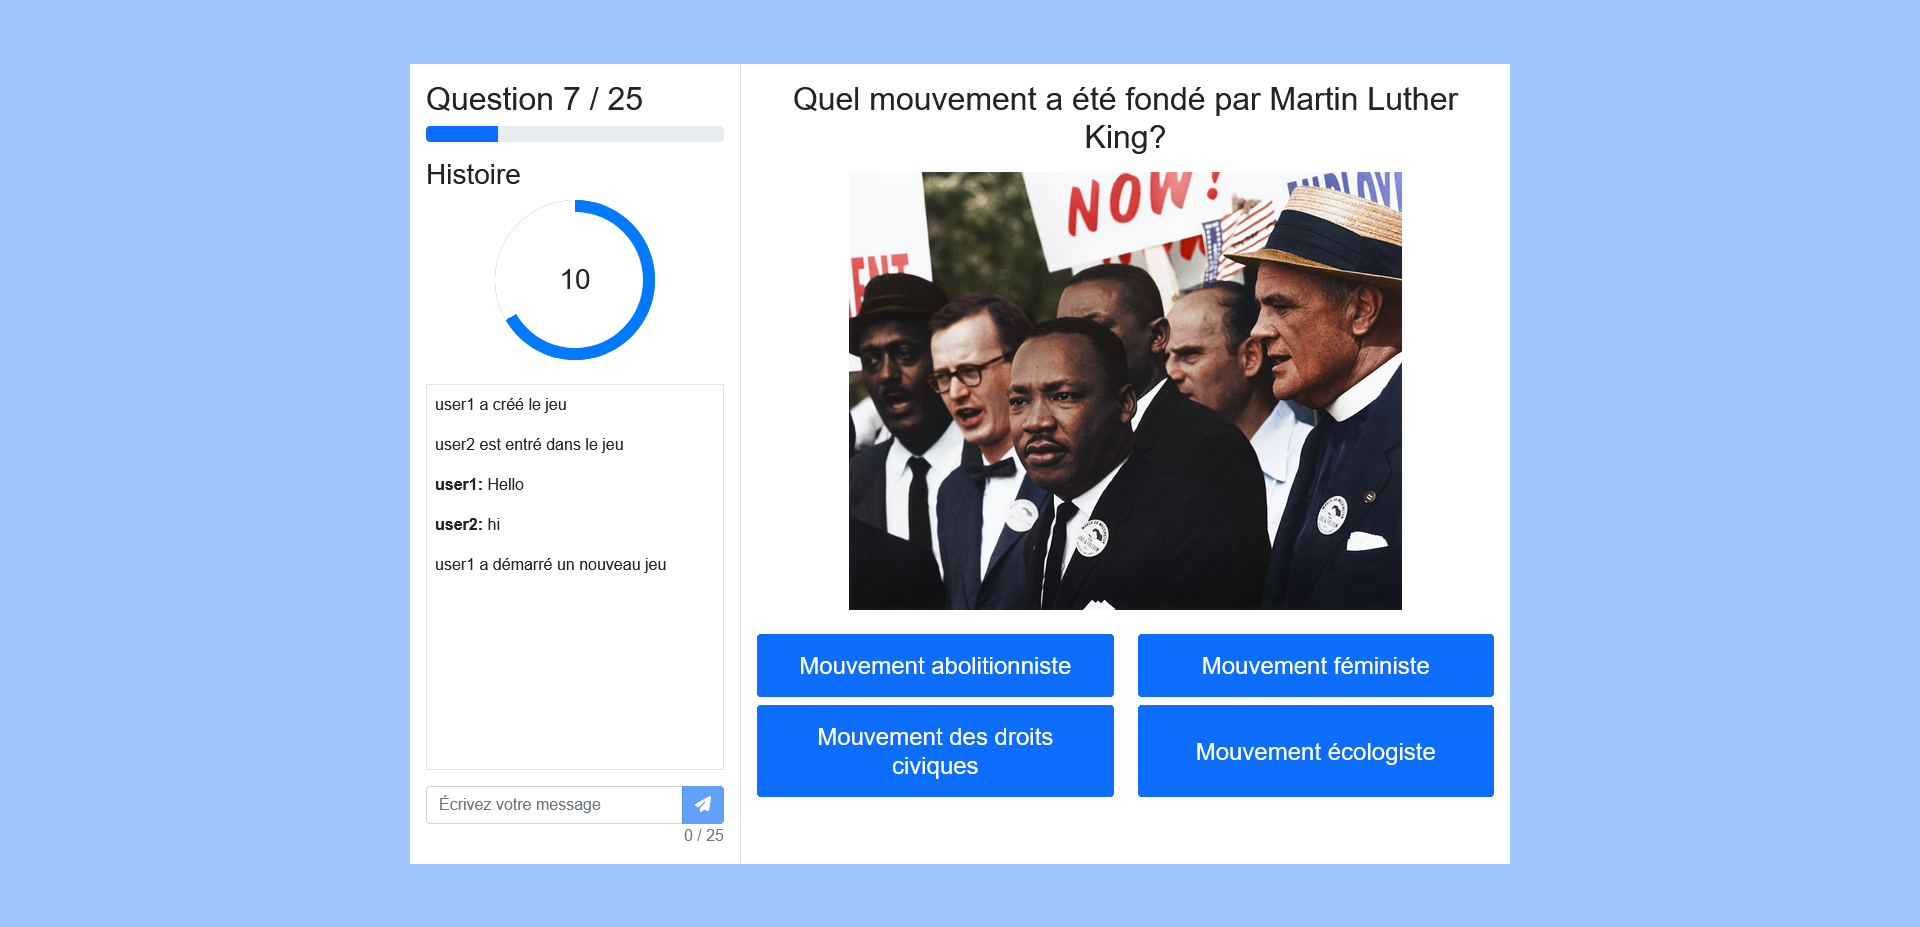 Question 7 / 25
Histoire
10
user1 a créé le jeu
user2 est entré dans le jeu
user1: Hello
user2: hi
user1 a démarré un nouveau jeu
Écrivez votre message
0 / 25
Quel mouvement a été fondé par Martin Luther
King?
NOW!
Mouvement abolitionniste
Mouvement féministe
Mouvement des droits
civiques
Mouvement écologiste